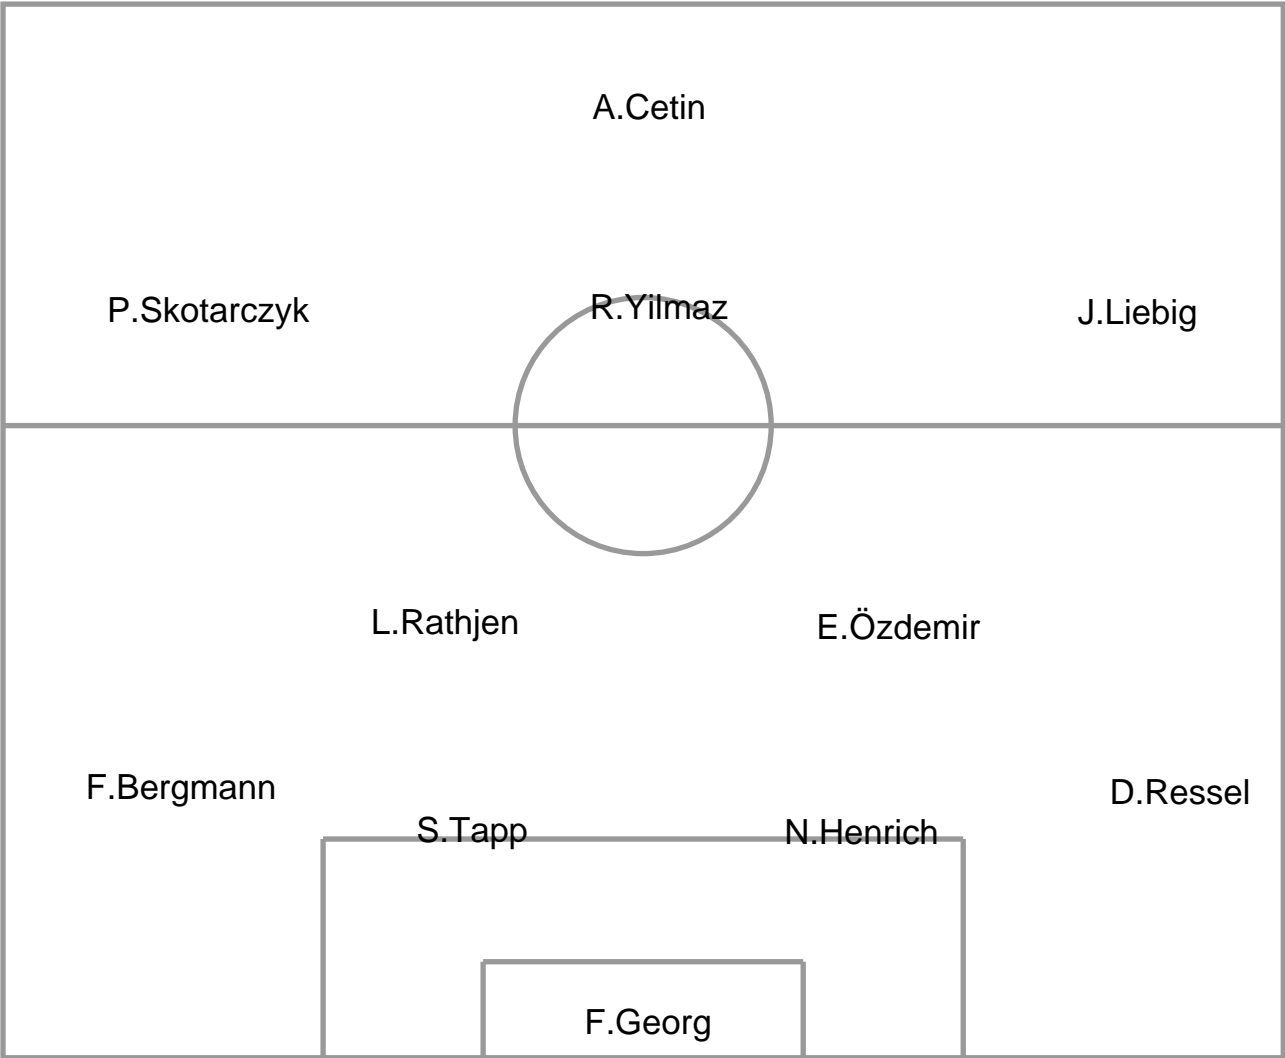 A.Cetin
P.Skotarczyk
R.Yilmaz
J.Liebig
L.Rathjen
E.Özdemir
F.Bergmann
D.Ressel
S.Tapp
N.Henrich
F.Georg